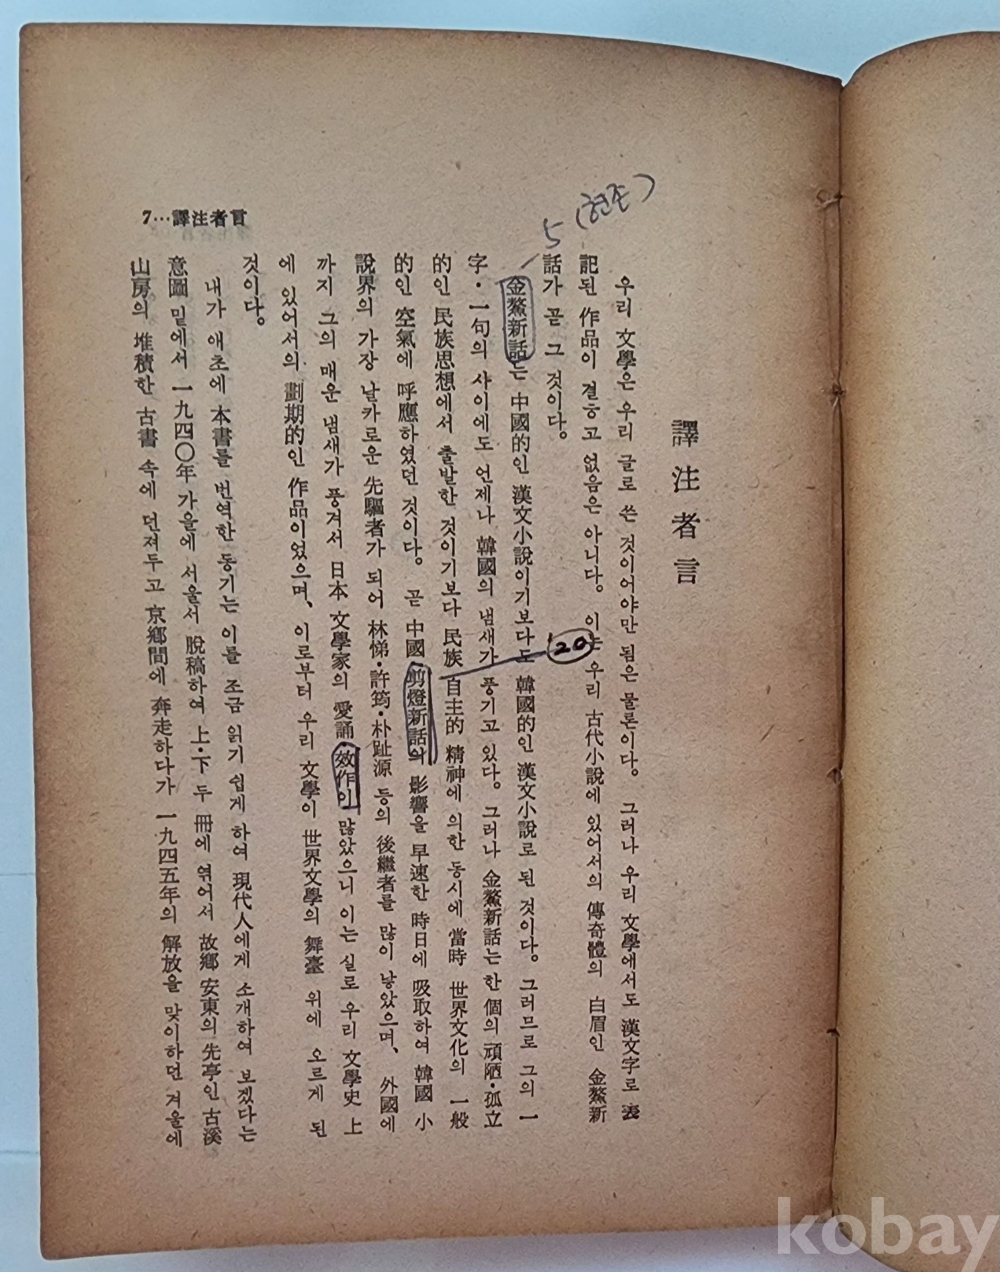 譯注者言
우리 文學은 우리 글로 쓴 것이어야만 됨은 물론이다. 그러나 우리 文學에서도 漢文字로 表
記된 作品이 결ㅎ고 없음은 아니다. 이는 우리 古代小說에 있어서의 傳奇體의 白眉인 金鰲新
話가 곧 그 것이다.
金鰲新話는 中國的인 漢文小說이기보다도 韓國的인 漢文小說로 된 것이다. 그러므로 그의 一
字·一句의 사이에도 언제나 韓國의 냄새가 풍기고 있다. 그러나 金鰲新話는 한 個의 頑陋·孤立
的인 民族思想에서 출발한 것이기보다 民族 自主的 精神에 의한 동시에 當時 世界文化의 一般
的인 空氣에 呼應하였던 것이다. 곧 中國 剪燈新話의 影響을 早速한 時日에 吸取하여 韓國 小
說界의 가장 날카로운 先驅者가 되어 林悌·許筠·朴趾源 등의 後繼者를 많이 낳았으며, 外國에
까지 그의 매운 냄새가 풍겨서 日本 文學家의 愛誦·效作이 많았으니 이는 실로 우리 文學史上
에 있어서의 劃期的인 作品이었으며, 이로부터 우리 文學이 世界文學의 舞臺 위에 오르게 된
것이다.
내가 애초에 本書를 번역한 동기는 이를 조금 읽기 쉽게 하여 現代人에게 소개하여 보겠다는
意圖 밑에서 一九四〇年 가을에 서울서 脫稿하여 上·下 두 冊에 엮어서 故鄕 安東의 先亭인 古溪
山房의 堆積한 古書 속에 던져두고 京鄕間에 奔走하다가 一九四五年의 解放을 맞이하던 겨울에
7…譯注者言
5 (현존)
20
kobay